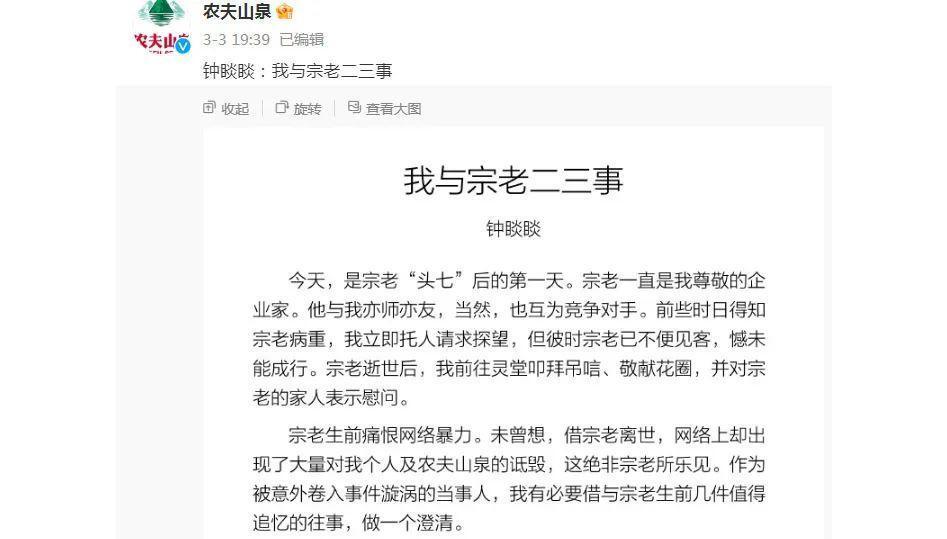 农夫山泉
农夫山
3-3 19:39 已编辑
钟睒睒：我与宗老二三事
收起 旋转 查看大图
我与宗老二三事
钟睒睒
今天，是宗老“头七”后的第一天。宗老一直是我尊敬的企
业家。他与我亦师亦友，当然，也互为竞争对手。前些时日得知
宗老病重，我立即托人请求探望，但彼时宗老已不便见客，憾未
能成行。宗老逝世后，我前往灵堂叩拜吊唁、敬献花圈，并对宗
老的家人表示慰问。
宗老生前痛恨网络暴力。未曾想，借宗老离世，网络上却出
现了大量对我个人及农夫山泉的诋毁，这绝非宗老所乐见。作为
被意外卷入事件漩涡的当事人，我有必要借与宗老生前几件值得
追忆的往事，做一个澄清。